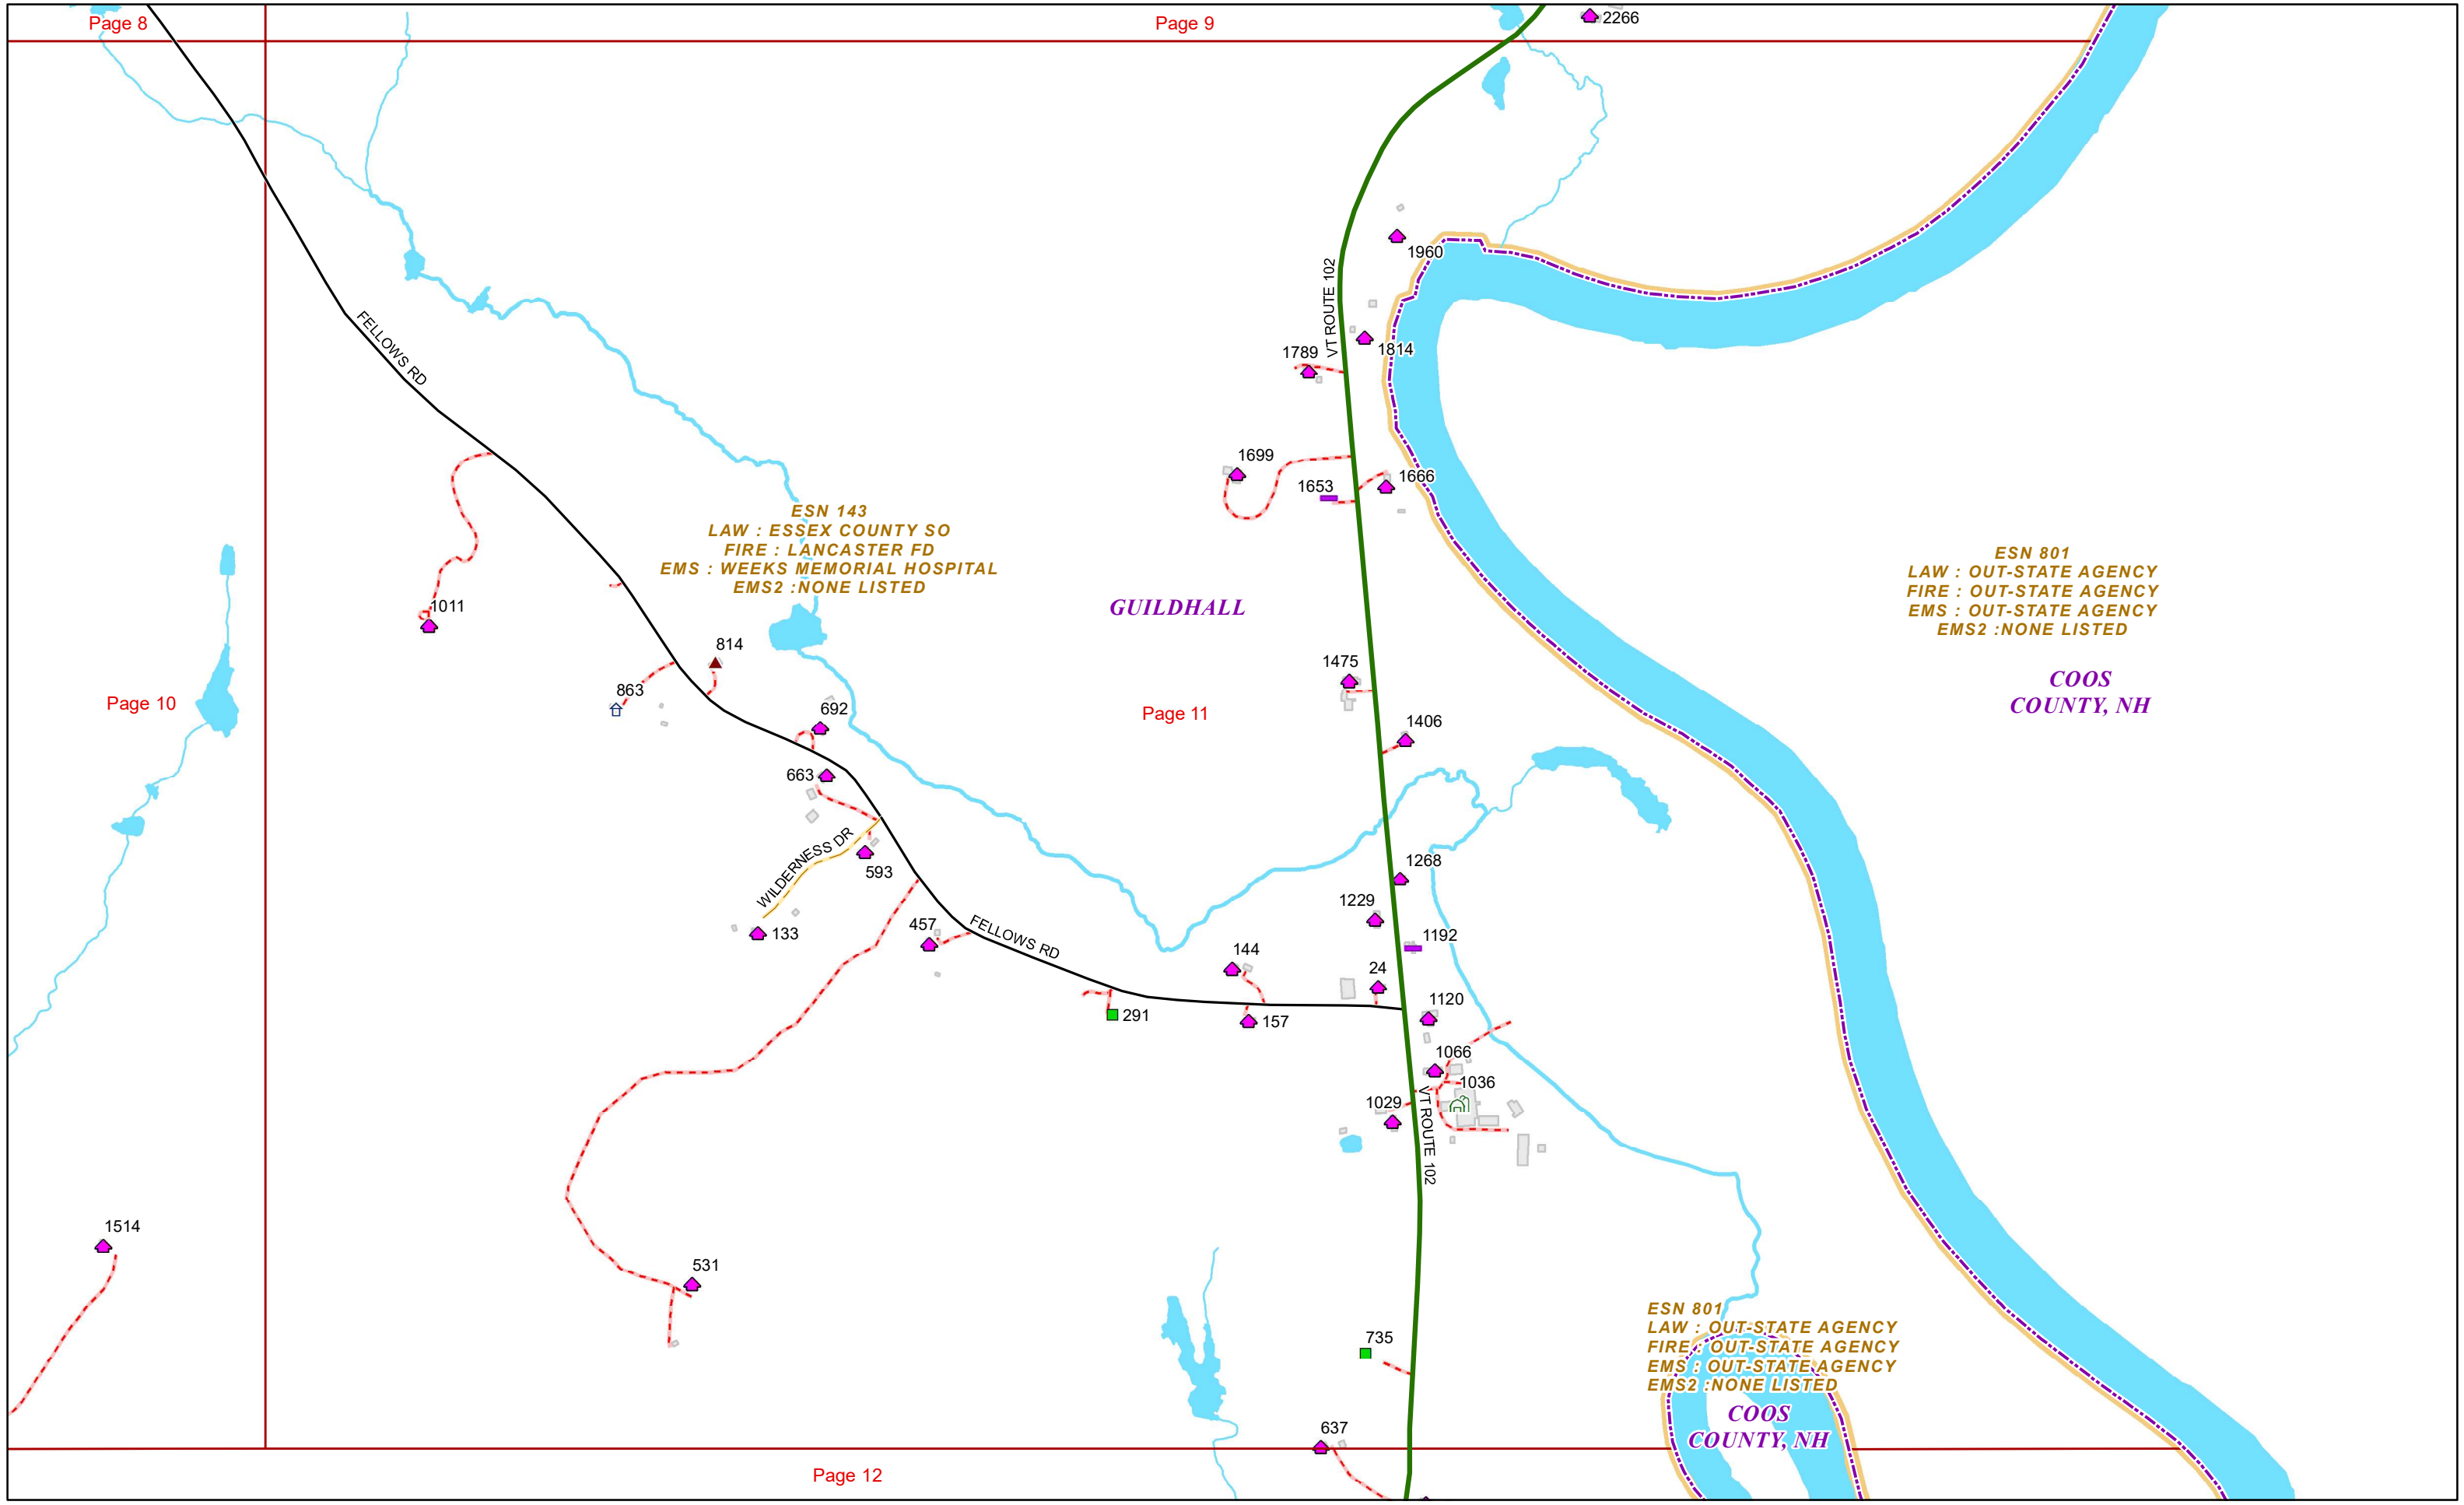 Page 8
Page 9
2266
1960
VT ROUTE 102
1814
1789
FELLOWS RD
1699
1666
1653
ESN 143
LAW : ESSEX COUNTY SO
FIRE : LANCASTER FD
EMS : WEEKS MEMORIAL HOSPITAL
EMS2 :NONE LISTED
GUILDHALL
ESN 801
LAW : OUT-STATE AGENCY
FIRE : OUT-STATE AGENCY
EMS : OUT-STATE AGENCY
EMS2 :NONE LISTED
COOS
COUNTY, NH
1011
814
863
1475
Page 10
692
Page 11
1406
663
WILDERNESS DR
593
1268
1229
457
133
FELLOWS RD
1192
144
24
1120
291
157
1066
1036
1029
VT ROUTE 102
1514
531
735
ESN 801
LAW : OUT-STATE AGENCY
FIRE : OUT-STATE AGENCY
EMS : OUT-STATE AGENCY
EMS2 :NONE LISTED
COOS
COUNTY, NH
637
Page 12